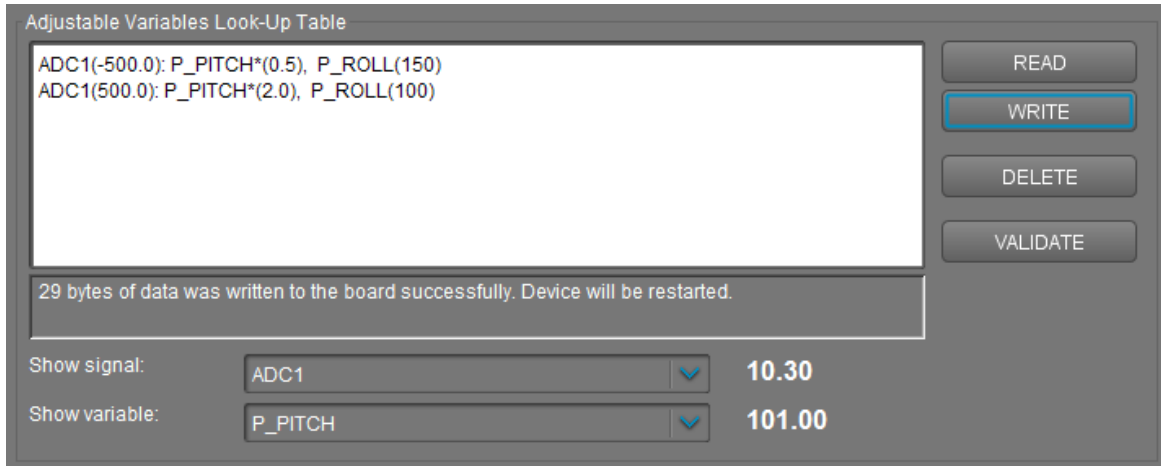 Adjustable Variables Look-Up Table
ADC1(-500.0): P_PITCH*(0.5), P_ROLL(150)
ADC1(500.0): P_PITCH*(2.0), P_ROLL(100)
READ
WRITE
DELETE
VALIDATE
29 bytes of data was written to the board successfully. Device will be restarted.
Show signal: ADC1 10.30
Show variable: P_PITCH 101.00